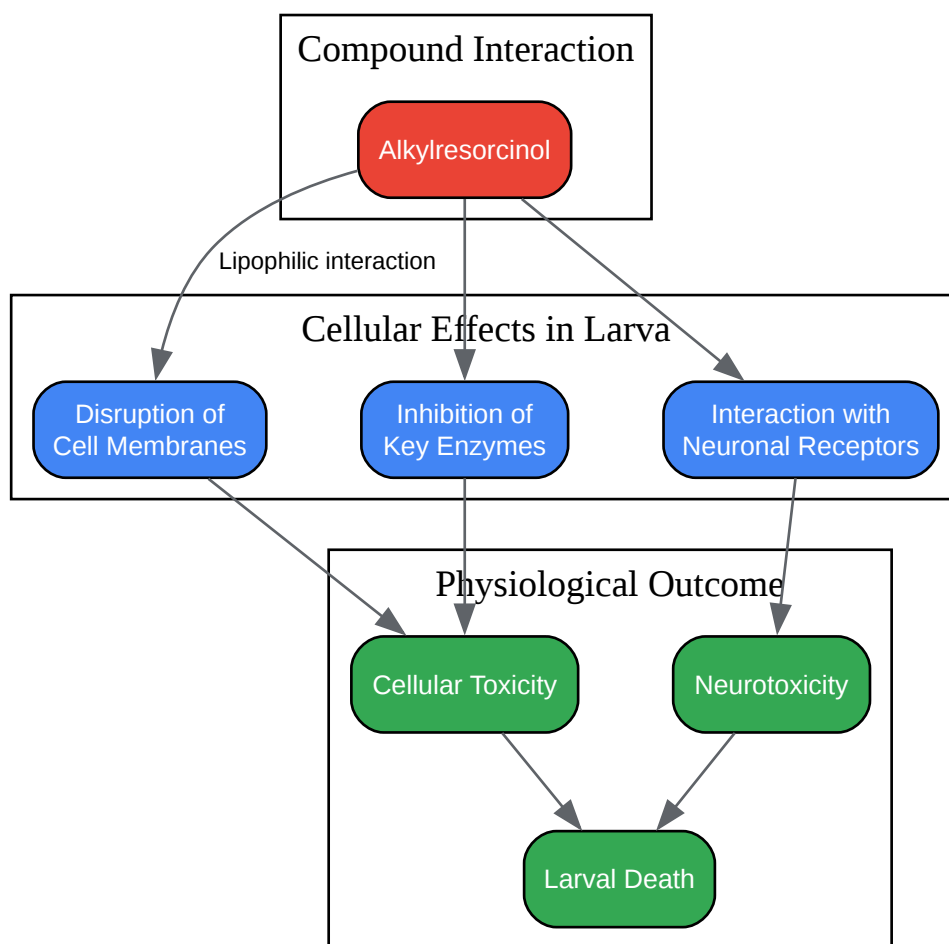 Compound Interaction
Alkylresorcinol
Lipophilic interaction
Cellular Effects in Larva
Disruption of
Cell Membranes
Inhibition of
Key Enzymes
Interaction with
Neuronal Receptors
Physiological Outcome
Cellular Toxicity
Neurotoxicity
Larval Death